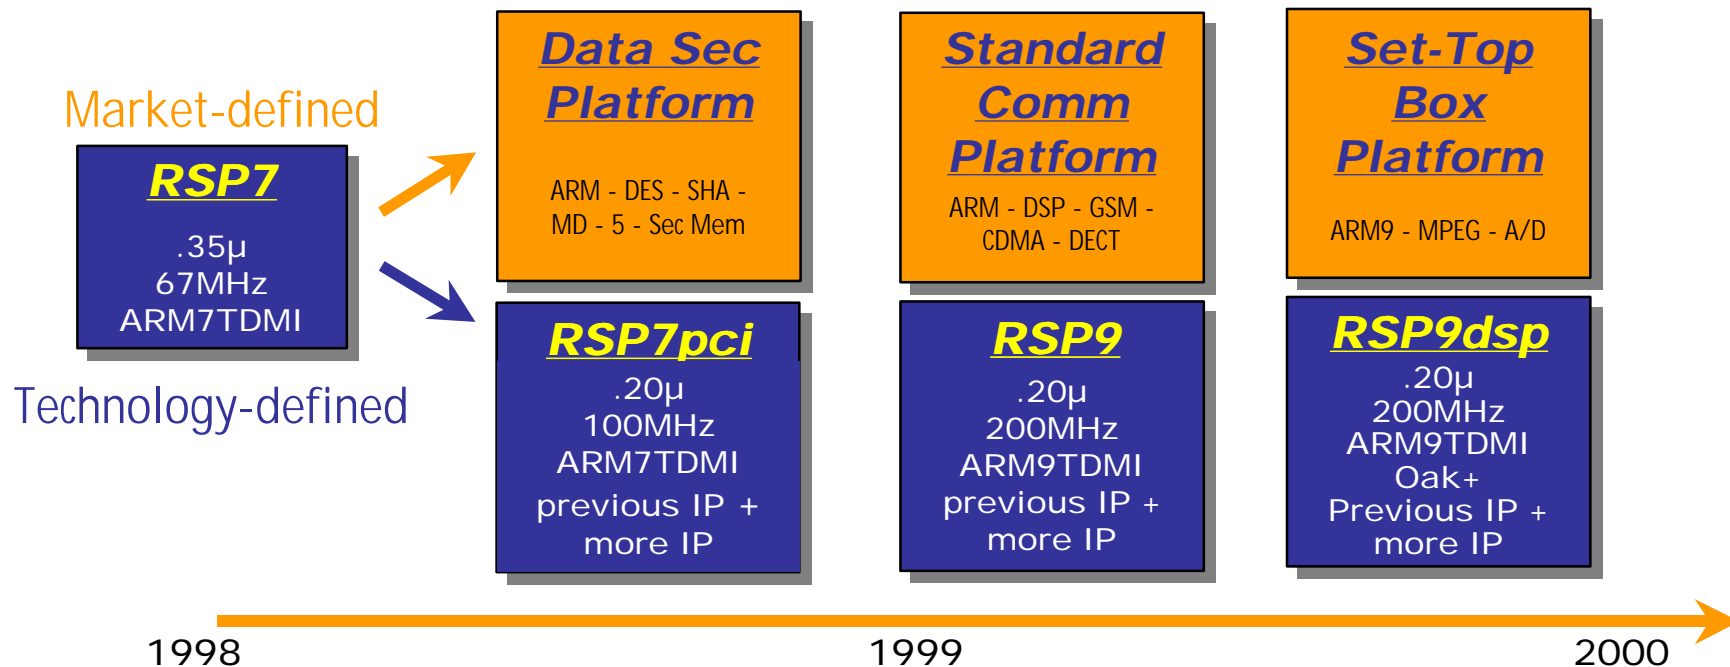 Market-defined
RSP7
.35µ
67MHz
ARM7TDMI
Technology-defined
Data Sec
Platform
ARM - DES - SHA -
MD - 5 - Sec Mem
RSP7pci
.20µ
100MHz
ARM7TDMI
previous IP +
more IP
Standard
Comm
Platform
ARM - DSP - GSM -
CDMA - DECT
RSP9
.20µ
200MHz
ARM9TDMI
previous IP +
more IP
Set-Top
Box
Platform
ARM9 - MPEG - A/D
RSP9dsp
.20µ
200MHz
ARM9TDMI
Oak+
Previous IP +
more IP
1998
1999
2000